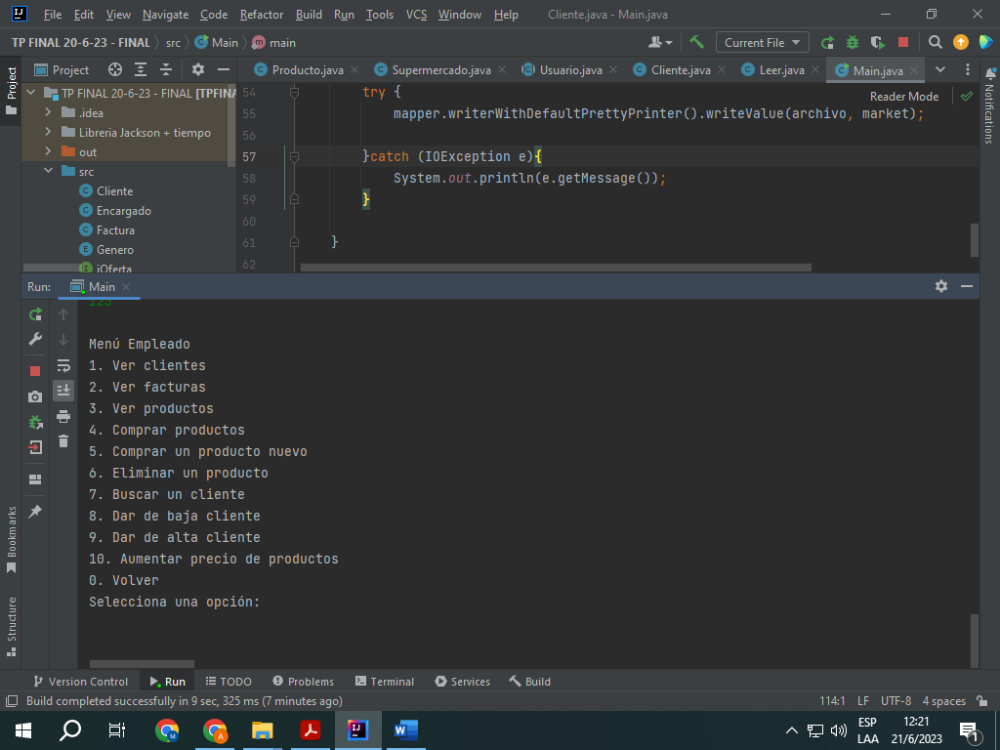 File Edit View Navigate Code Refactor Build Run Tools VCS Window Help Cliente.java - Main.java
TP FINAL 20-6-23 - FINAL src Main main Current File
Project Producto.java Supermercado.java Usuario.java Cliente.java Leer.java Main.java
Project
Notifications
TP FINAL 20-6-23 - FINAL [TPFINA
.idea
Libreria Jackson + tiempo
out
src
Cliente
Encargado
Factura
Genero
iOferta
Reader Mode
54 try {
55 mapper.writerWithDefaultPrettyPrinter().writeValue(archivo, market);
56
57 }catch (IOException e){
58 System.out.println(e.getMessage());
59 }
60
61 }
62
Run: Main
123
Menú Empleado
1. Ver clientes
2. Ver facturas
3. Ver productos
4. Comprar productos
5. Comprar un producto nuevo
6. Eliminar un producto
7. Buscar un cliente
8. Dar de baja cliente
9. Dar de alta cliente
10. Aumentar precio de productos
0. Volver
Selecciona una opción:
Bookmarks
Structure
Version Control Run TODO Problems Terminal Services Build
Build completed successfully in 9 sec, 325 ms (7 minutes ago) 114:1 LF UTF-8 4 spaces
ESP 12:21
LAA 21/6/2023 1